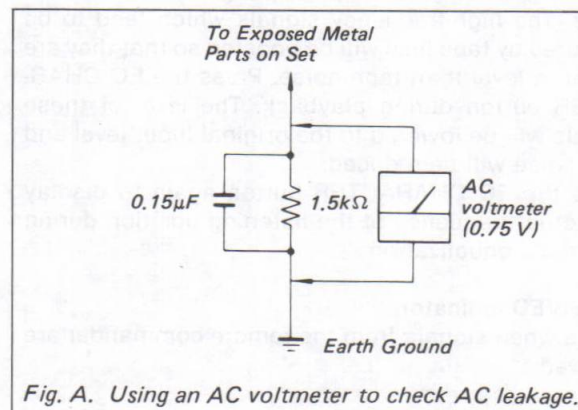 To Exposed Metal
Parts on Set
0.15μF
1.5kΩ
AC
voltmeter
(0.75 V)
Earth Ground
Fig. A. Using an AC voltmeter to check AC leakage.